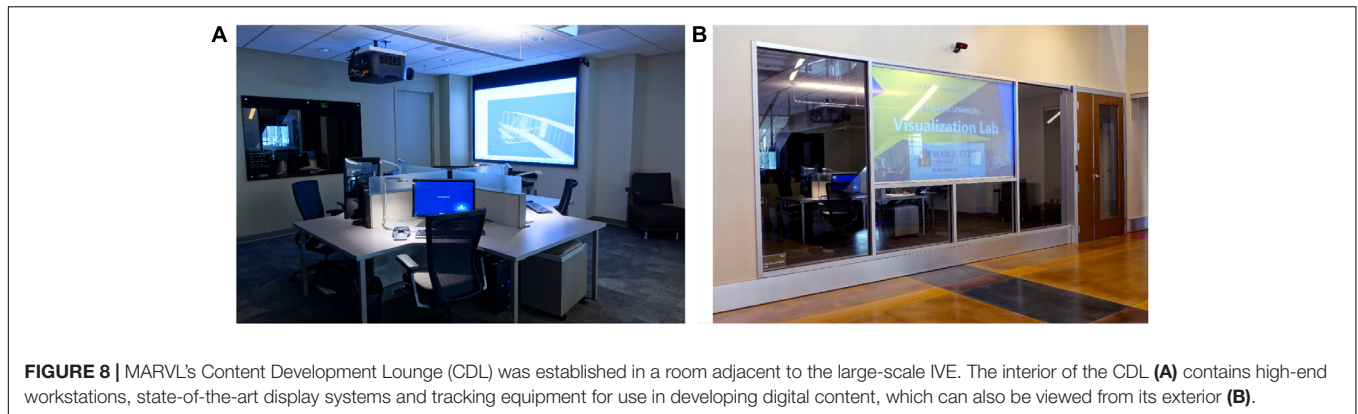 A
B
University
Visualization Lab
MARQUETTE
FIGURE 8 | MARVL's Content Development Lounge (CDL) was established in a room adjacent to the large-scale IVE. The interior of the CDL (A) contains high-end
workstations, state-of-the-art display systems and tracking equipment for use in developing digital content, which can also be viewed from its exterior (B).